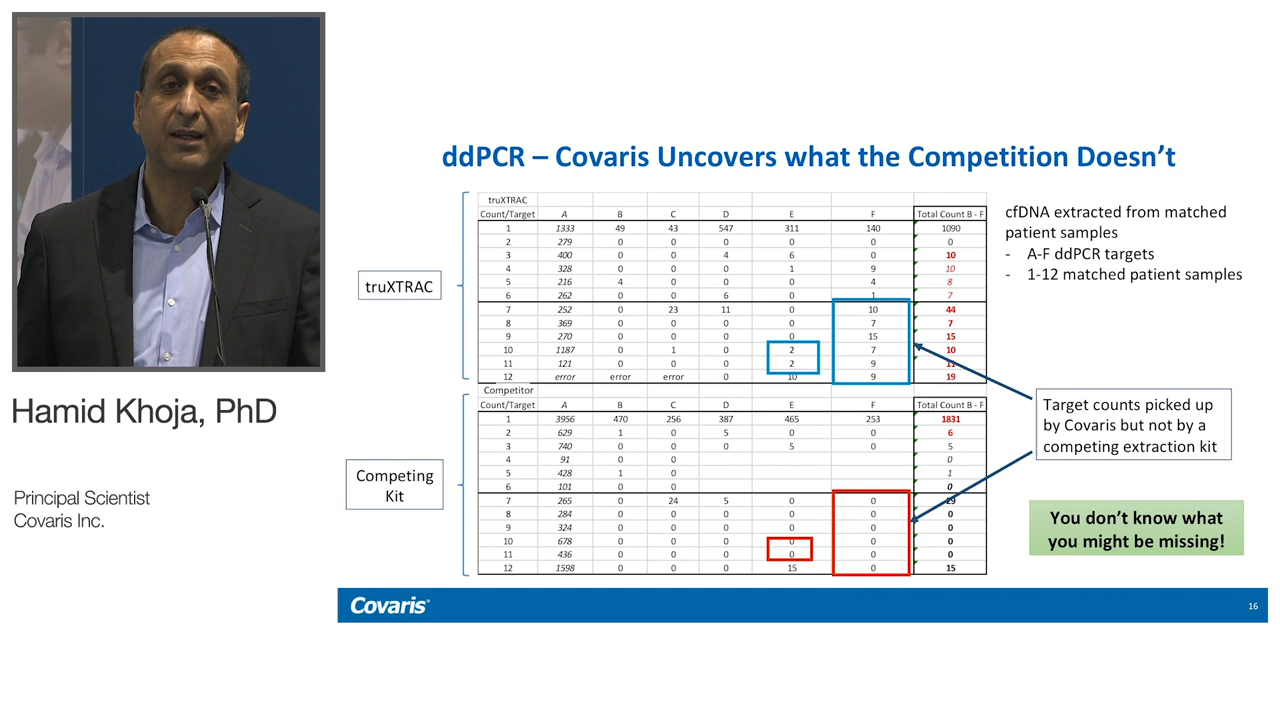 ddPCR – Covaris Uncovers what the Competition Doesn't
truXTRAC
Count/Target A B C D E F Total Count B - F
1 1333 49 43 547 311 140 1090
2 279 0 0 0 0 0 0
3 400 0 0 4 6 0 10
4 328 0 0 0 1 9 10
5 216 4 0 0 0 4 8
6 262 0 0 6 0 1 7
7 252 0 23 11 0 10 44
8 369 0 0 0 0 7 7
9 270 0 0 0 0 15 15
10 1187 0 1 0 2 7 10
11 121 0 0 0 2 9 11
12 error error error 0 10 9 19
truXTRAC
Competitor
Count/Target A B C D E F Total Count B - F
1 3956 470 256 387 465 253 1831
2 629 1 0 5 0 0 6
3 740 0 0 0 5 0 5
4 91 0 0 0
5 428 1 0 1
6 101 0 0 0
7 265 0 24 5 0 0 29
8 284 0 0 0 0 0 0
9 324 0 0 0 0 0 0
10 678 0 0 0 0 0 0
11 436 0 0 0 0 0 0
12 1598 0 0 0 15 0 15
Competing
Kit
cfDNA extracted from matched
patient samples
- A-F ddPCR targets
- 1-12 matched patient samples
Target counts picked up
by Covaris but not by a
competing extraction kit
You don't know what
you might be missing!
Hamid Khoja, PhD
Principal Scientist
Covaris Inc.
Covaris
16